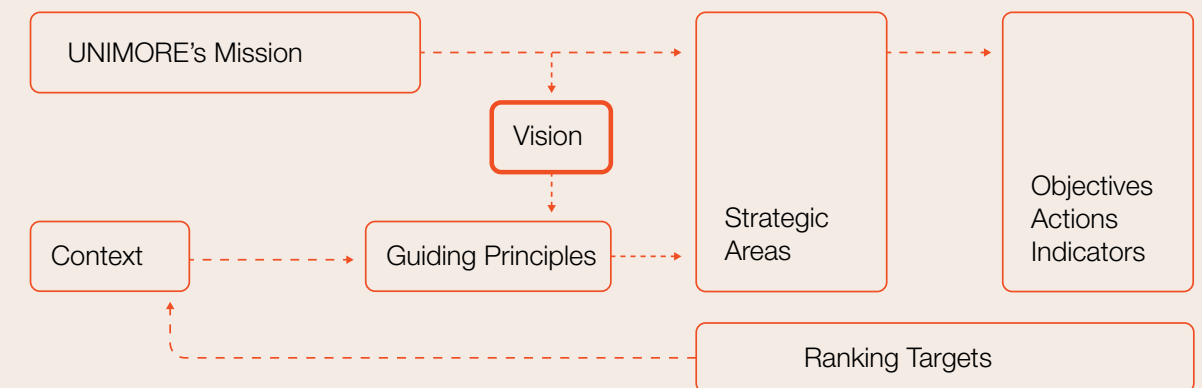 UNIMORE's Mission
Vision
Strategic
Areas
Objectives
Actions
Indicators
Context
Guiding Principles
Ranking Targets